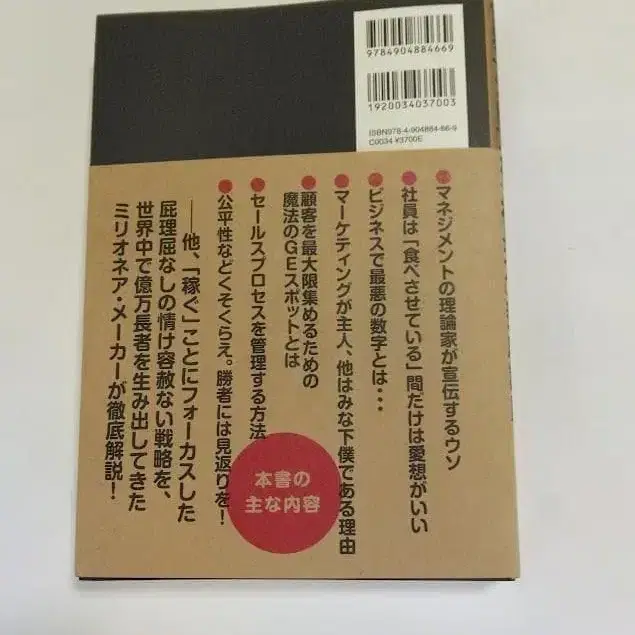 9784904884669
1920034037003
ISBN978-4-904884-66-9
C0034 ¥3700E
●マネジメントの理論家が宣伝するウソ
●社員は「食べさせている」間だけは愛想がいい
●ビジネスで最悪の数字とは・・・
●マーケティングが主人、他はみな下僕である理由
●顧客を最大限集めるための
魔法のGEスポットとは
●セールスプロセスを管理する方法
●公平性などくそくらえ。勝者には見返りを！
――他、「稼ぐ」ことにフォーカスした
屁理屈なしの情け容赦ない戦略を、
世界中で億万長者を生み出してきた
ミリオネア・メーカーが徹底解説！
本書の
主な内容